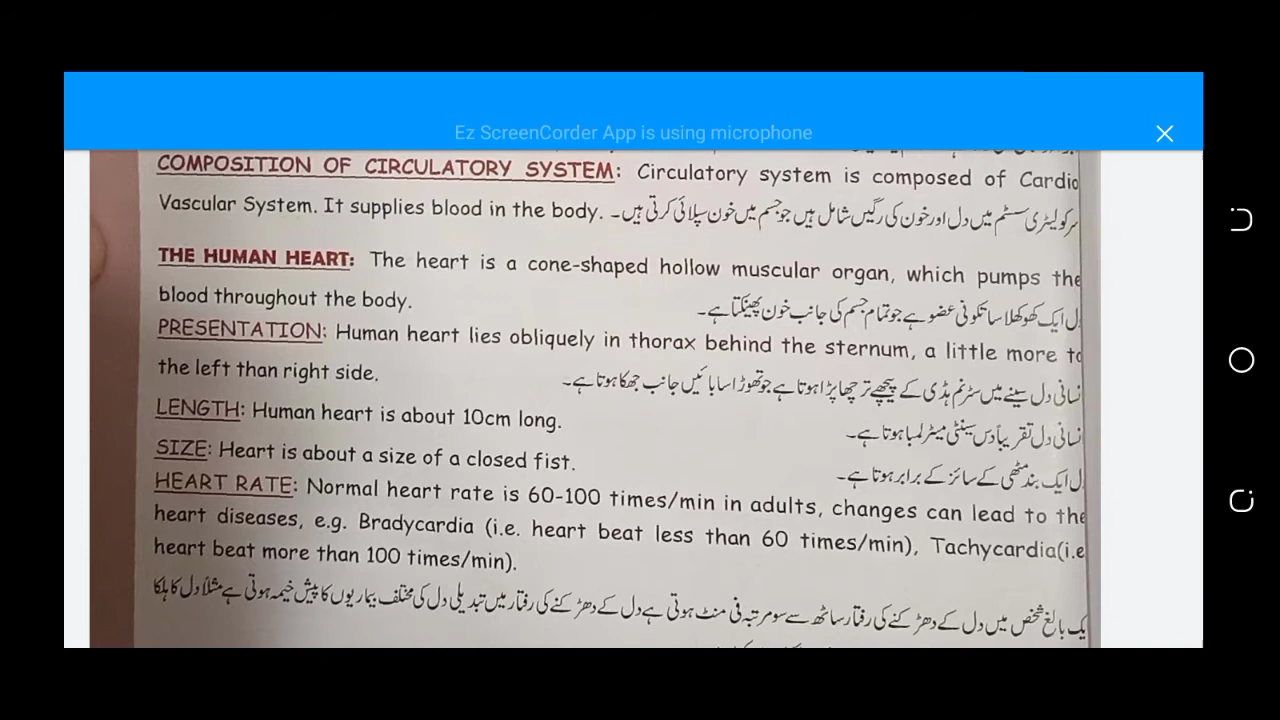 Ez ScreenCorder App is using microphone
COMPOSITION OF CIRCULATORY SYSTEM: Circulatory system is composed of Cardio
Vascular System. It supplies blood in the body. سرکولیٹری سسٹم میں دل اور خون کی رگیں شامل ہیں جو جسم میں خون سپلائی کرتی ہیں۔
THE HUMAN HEART: The heart is a cone-shaped hollow muscular organ, which pumps the
blood throughout the body. دل ایک کھوکھلا سا تکونی عضو ہے جو تمام جسم کی جانب خون پھینکتا ہے۔
PRESENTATION: Human heart lies obliquely in thorax behind the sternum, a little more to
the left than right side. انسانی دل سینے میں سٹرنم ہڈی کے پیچھے ترچھا پڑا ہوتا ہے جو تھوڑا سا بائیں جانب جھکا ہوتا ہے۔
LENGTH: Human heart is about 10cm long. انسانی دل تقریباً دس سینٹی میٹر لمبا ہوتا ہے۔
SIZE: Heart is about a size of a closed fist. دل ایک بند مٹھی کے سائز کے برابر ہوتا ہے۔
HEART RATE: Normal heart rate is 60-100 times/min in adults, changes can lead to the
heart diseases, e.g. Bradycardia (i.e. heart beat less than 60 times/min), Tachycardia(i.e
heart beat more than 100 times/min).
یک بالغ شخص میں دل کے دھڑکنے کی رفتار ساٹھ سے سو مرتبہ فی منٹ ہوتی ہے دل کے دھڑکنے کی رفتار میں تبدیلی دل کی مختلف بیماریوں کا پیش خیمہ ہوتی ہے مثلاً دل کا ہلکا